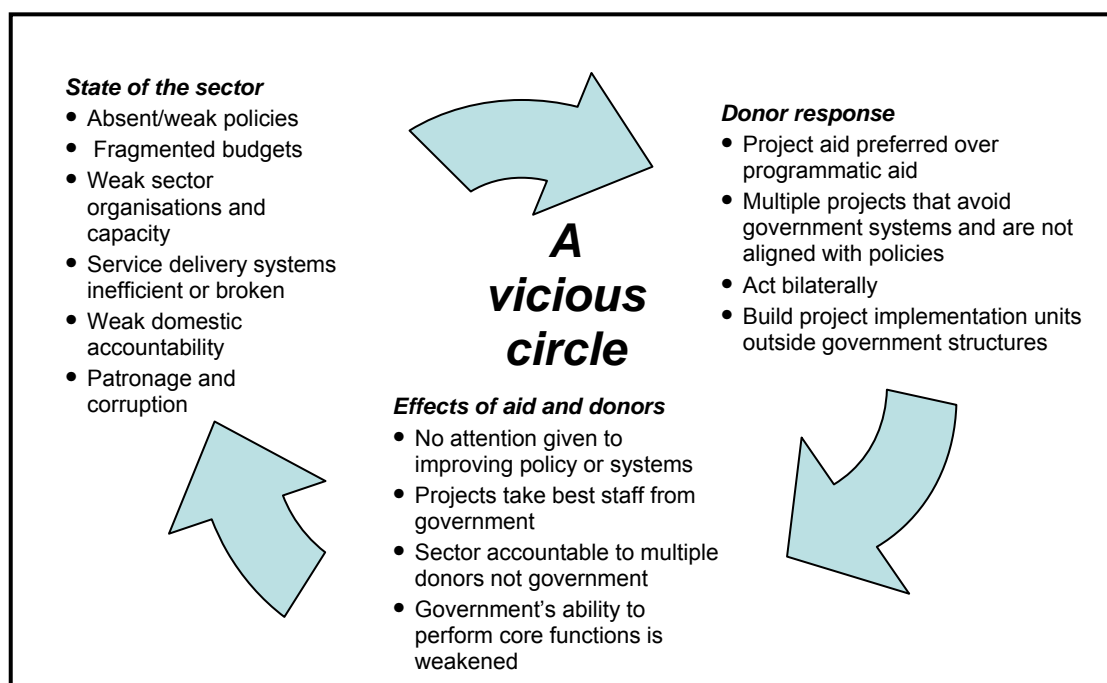 State of the sector
• Absent/weak policies
• Fragmented budgets
• Weak sector
organisations and
capacity
• Service delivery systems
inefficient or broken
• Weak domestic
accountability
• Patronage and
corruption
A
vicious
circle
Donor response
• Project aid preferred over
programmatic aid
• Multiple projects that avoid
government systems and are not
aligned with policies
• Act bilaterally
• Build project implementation units
outside government structures
Effects of aid and donors
• No attention given to
improving policy or systems
• Projects take best staff from
government
• Sector accountable to multiple
donors not government
• Government’s ability to
perform core functions is
weakened